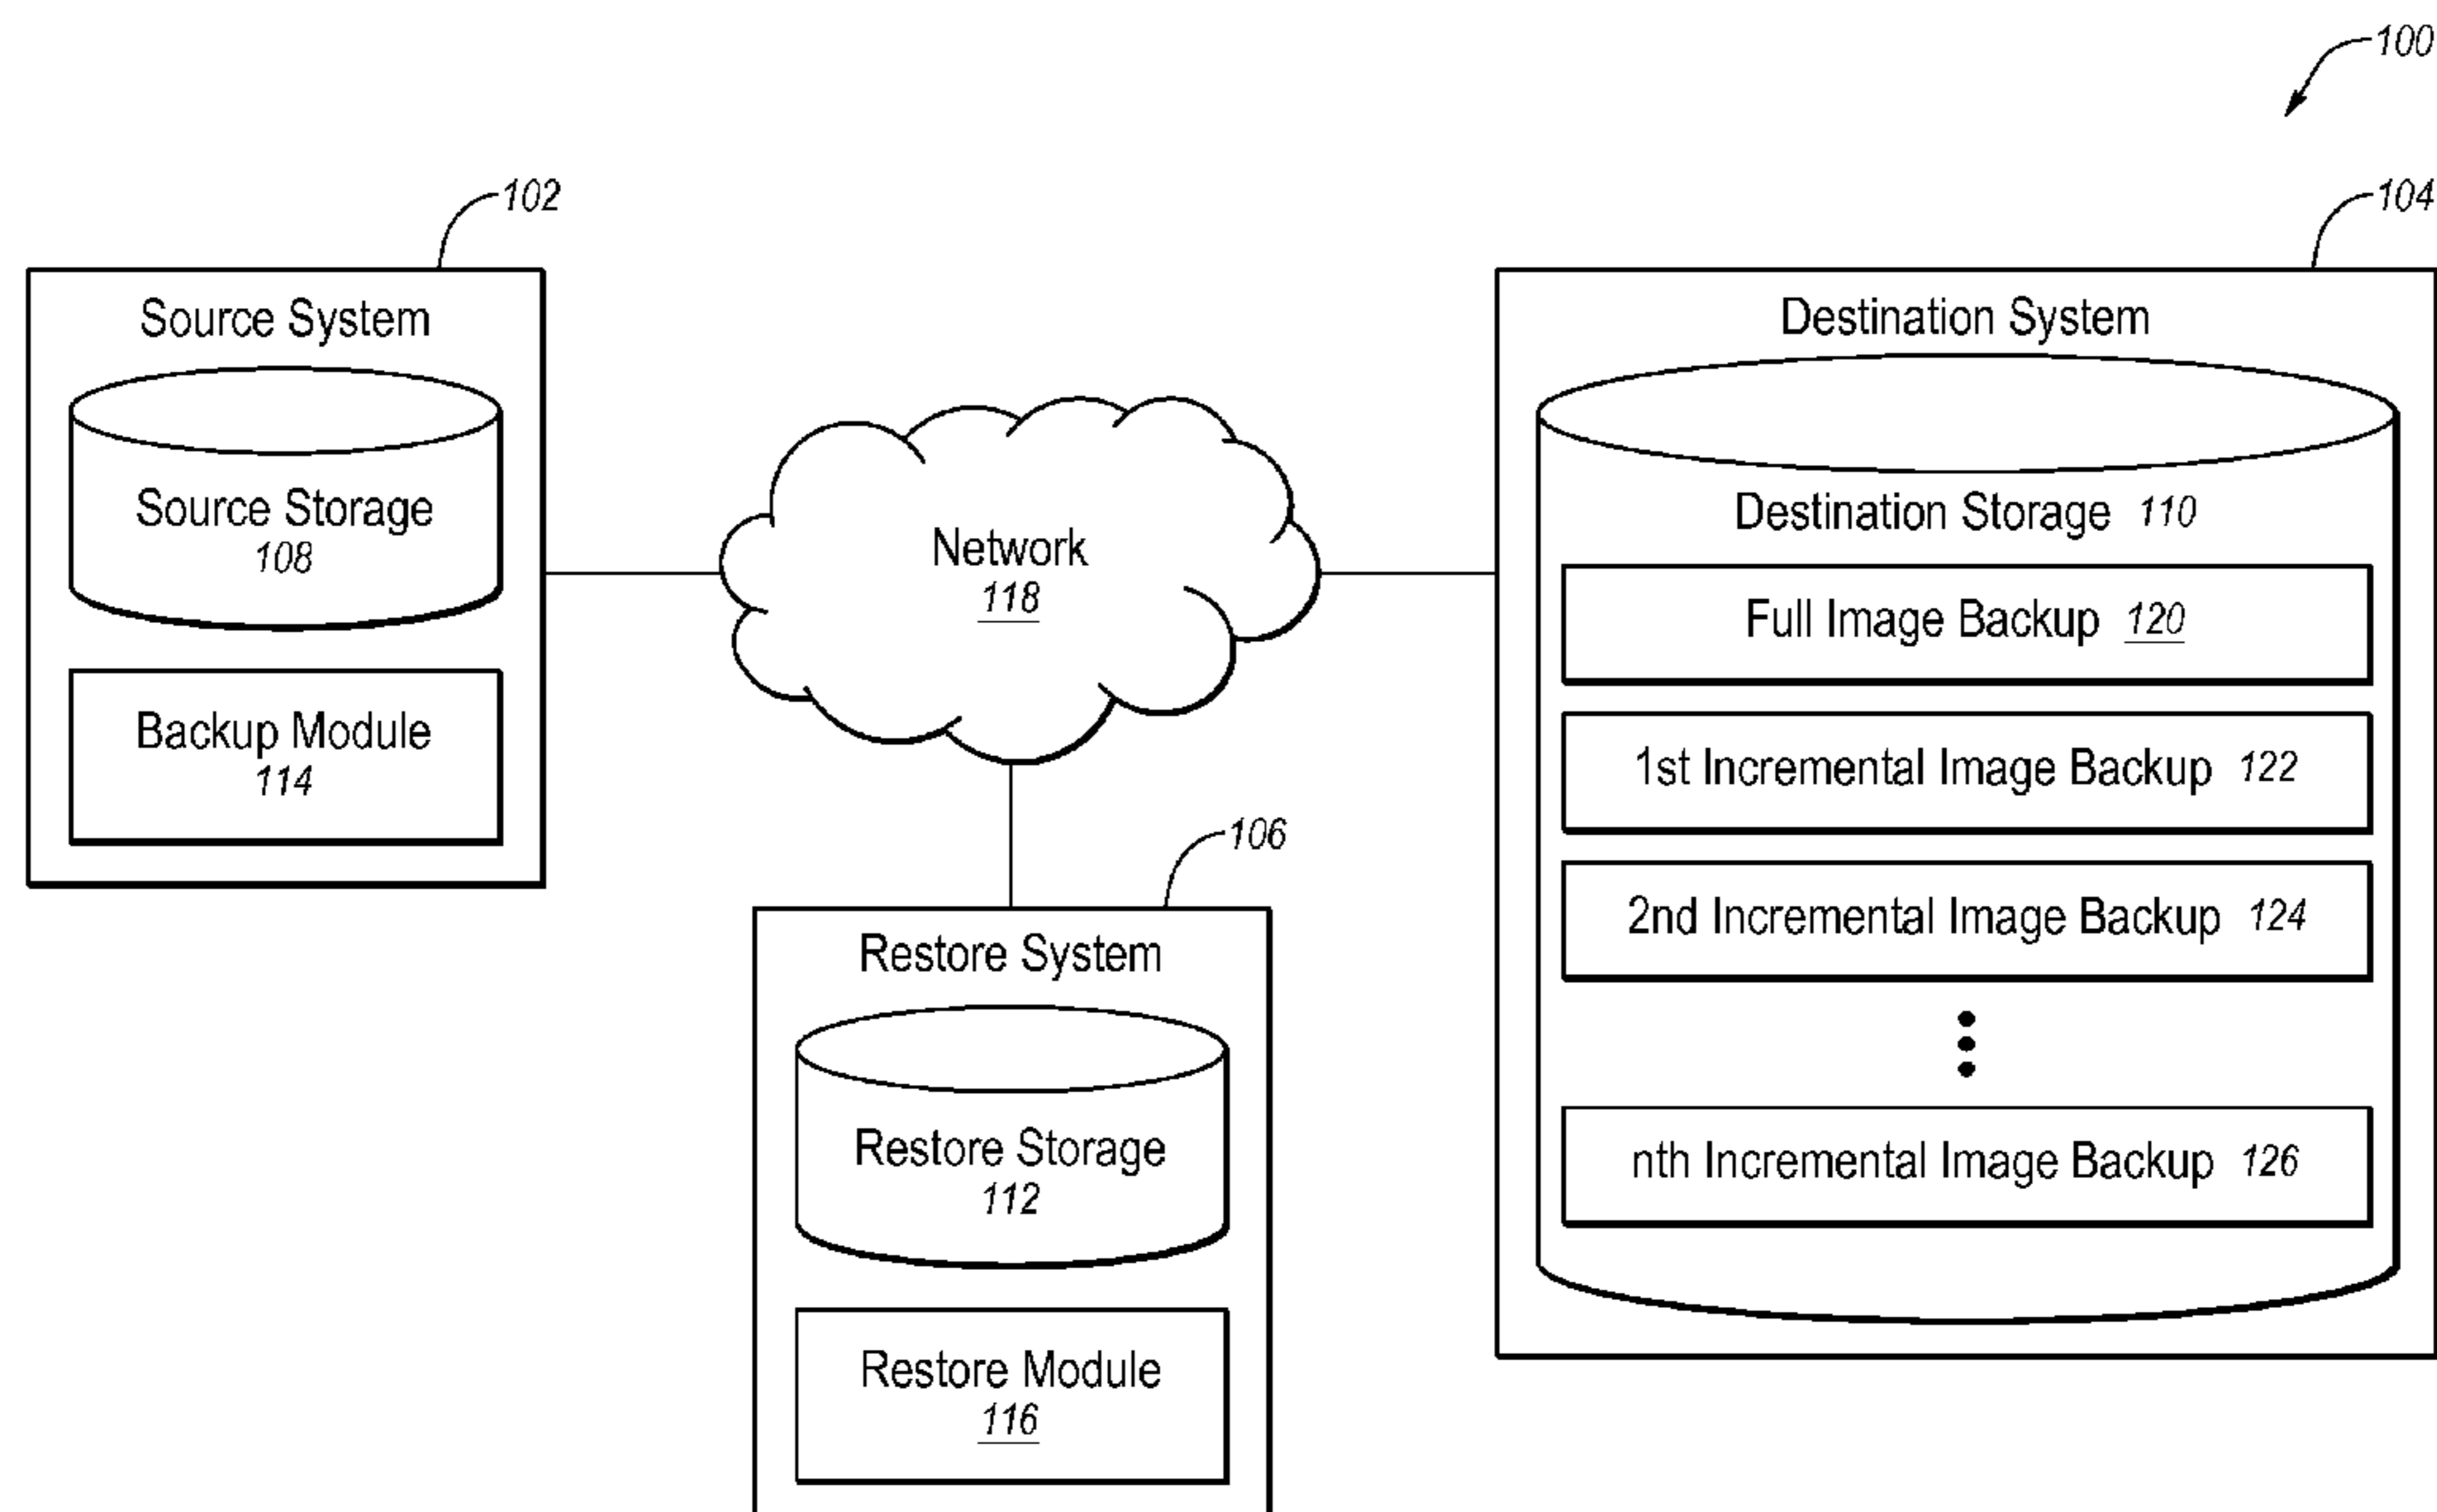 100
102
104
Source System
Source Storage
108
Backup Module
114
Network
118
Destination System
Destination Storage 110
Full Image Backup 120
1st Incremental Image Backup 122
2nd Incremental Image Backup 124
nth Incremental Image Backup 126
106
Restore System
Restore Storage
112
Restore Module
116